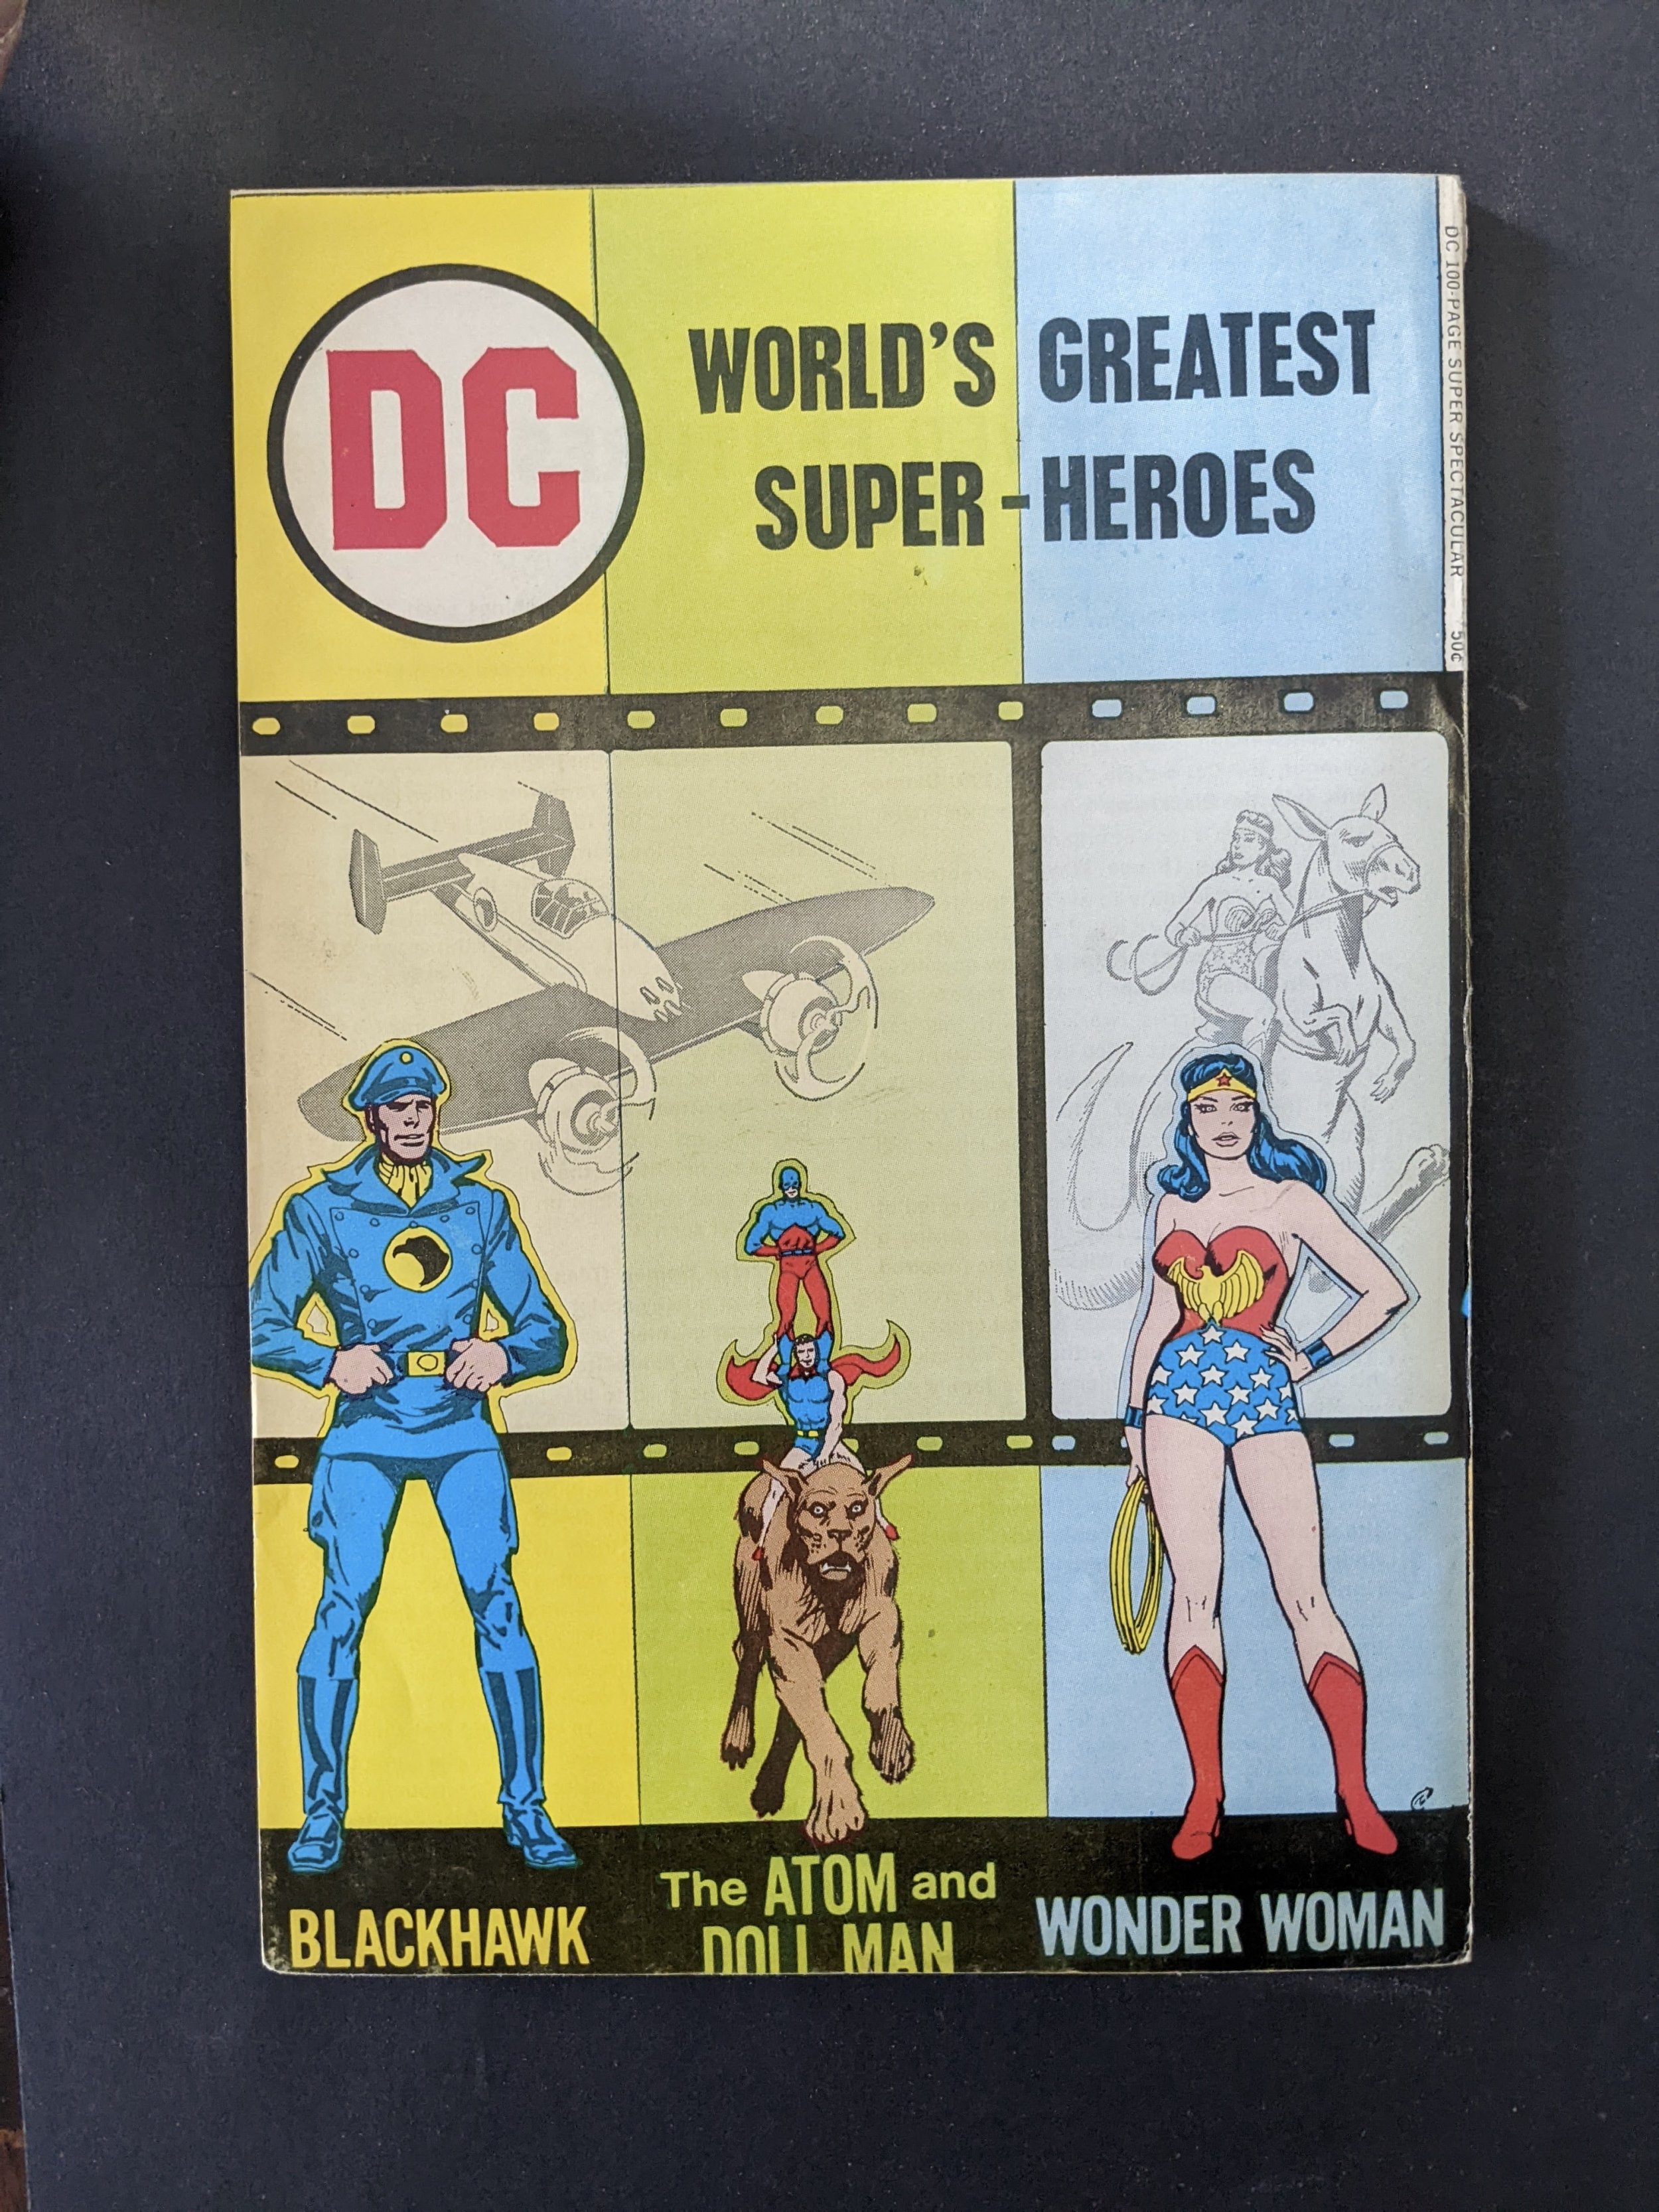 DC
WORLD'S GREATEST
SUPER-HEROES
DC 100-PAGE SUPER SPECTACULAR 50¢
BLACKHAWK
The ATOM and
DOLL MAN
WONDER WOMAN